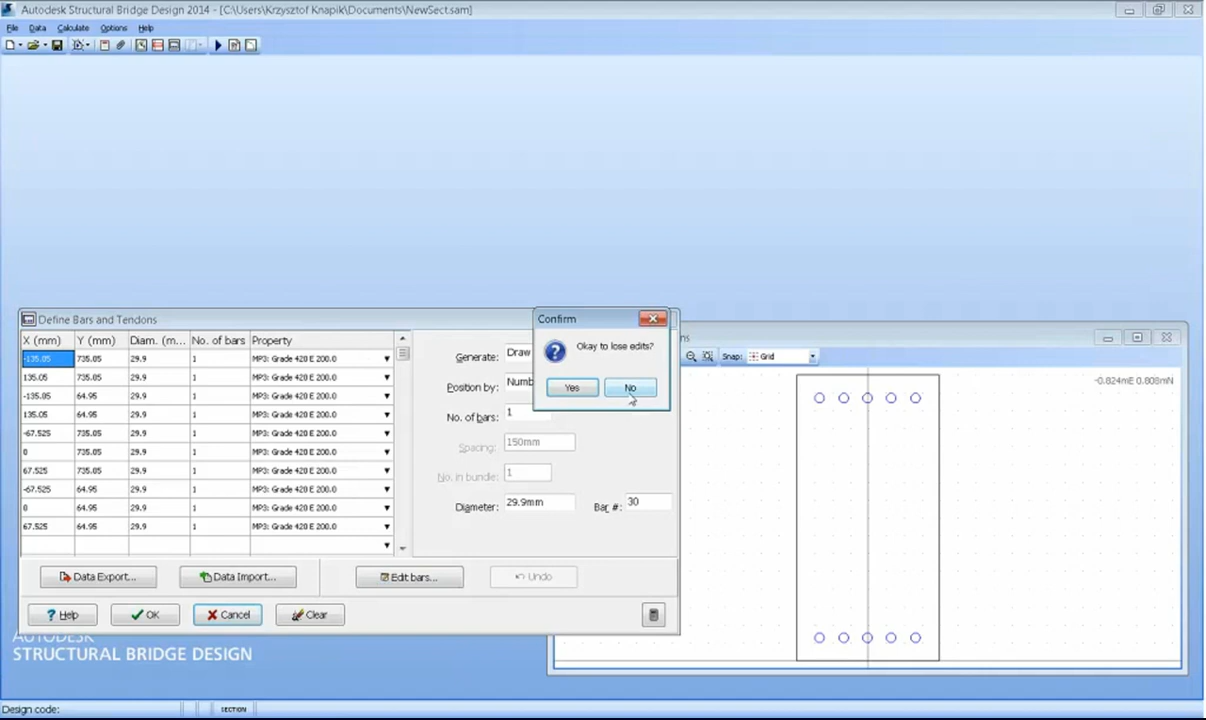 Autodesk Structural Bridge Design 2014 - [C:\Users\Krzysztof Knapik\Documents\NewSect.sam]
File Data Calculate Options Help
Define Bars and Tendons
X (mm) Y (mm) Diam. (m... No. of bars Property
-135.05 735.05 29.9 1 MP3: Grade 420 E 200.0
135.05 735.05 29.9 1 MP3: Grade 420 E 200.0
-135.05 64.95 29.9 1 MP3: Grade 420 E 200.0
135.05 64.95 29.9 1 MP3: Grade 420 E 200.0
-67.525 735.05 29.9 1 MP3: Grade 420 E 200.0
0 735.05 29.9 1 MP3: Grade 420 E 200.0
67.525 735.05 29.9 1 MP3: Grade 420 E 200.0
-67.525 64.95 29.9 1 MP3: Grade 420 E 200.0
0 64.95 29.9 1 MP3: Grade 420 E 200.0
67.525 64.95 29.9 1 MP3: Grade 420 E 200.0
Generate: Draw
Position by: Numb
No. of bars: 1
Spacing: 150mm
No. in bundle: 1
Diameter: 29.9mm Bar #: 30
Data Export... Data Import... Edit bars... Undo
Help OK Cancel Clear
Confirm
Okay to lose edits?
Yes No
ns
Snap: Grid
-0.824mE 0.808mN
AUTODESK
STRUCTURAL BRIDGE DESIGN
Design code: SECTION